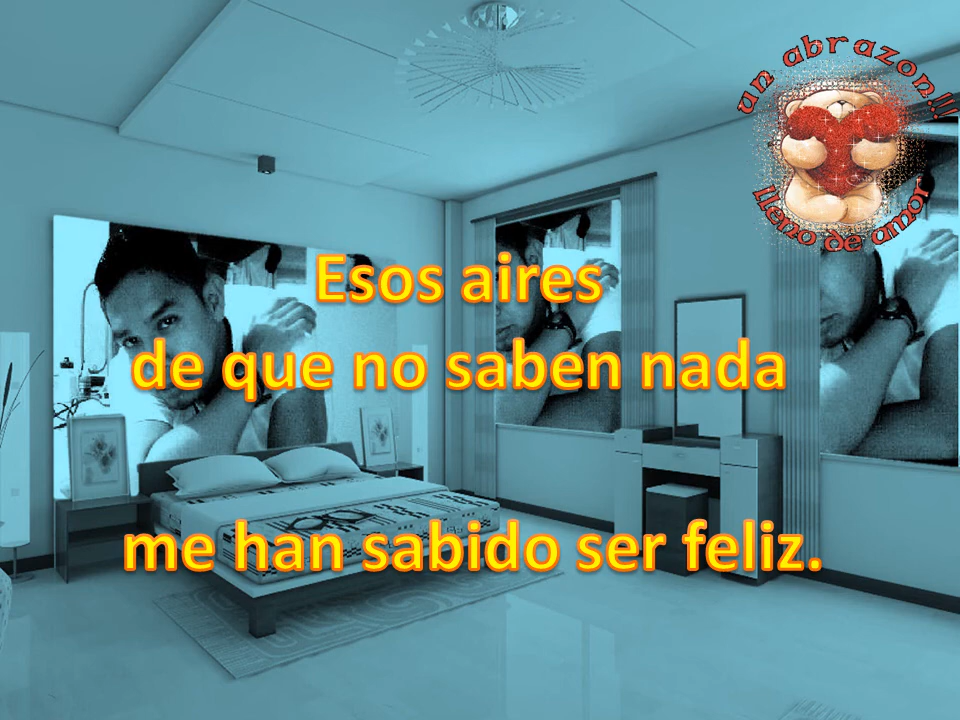 un abrazon!!!
lleno de amor
Esos aires
de que no saben nada
me han sabido ser feliz.